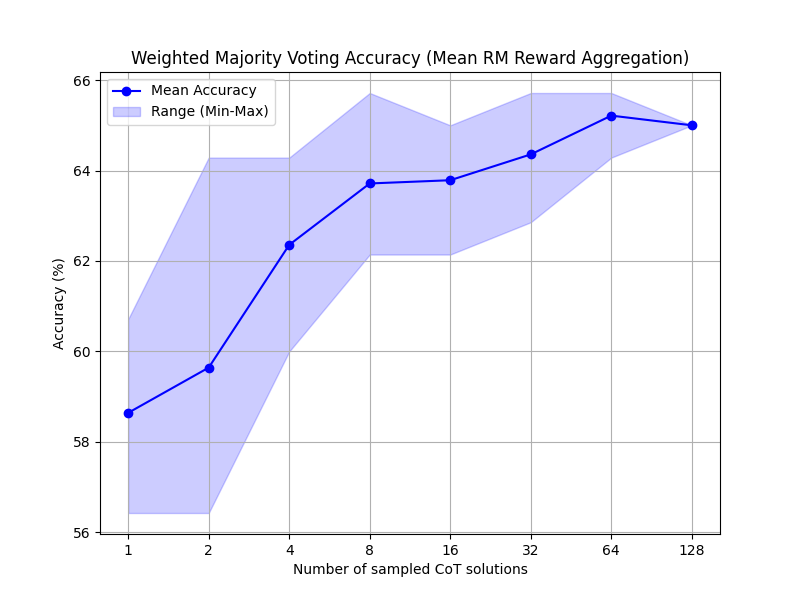 Weighted Majority Voting Accuracy (Mean RM Reward Aggregation)
Mean Accuracy
Range (Min-Max)
Accuracy (%)
66
64
62
60
58
56
1 2 4 8 16 32 64 128
Number of sampled CoT solutions